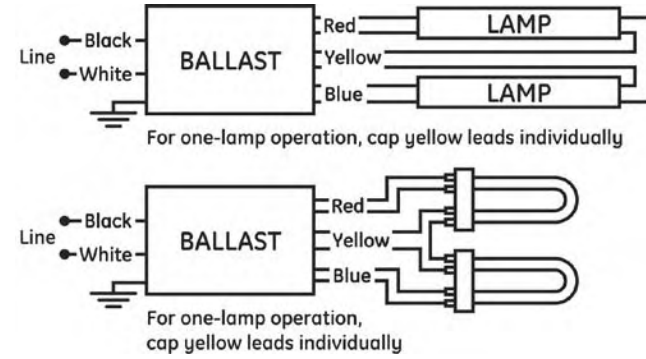 Red LAMP
Line Black BALLAST Yellow
White
Blue LAMP
For one-lamp operation, cap yellow leads individually
Red
Line Black BALLAST Yellow
White
Blue
For one-lamp operation,
cap yellow leads individually